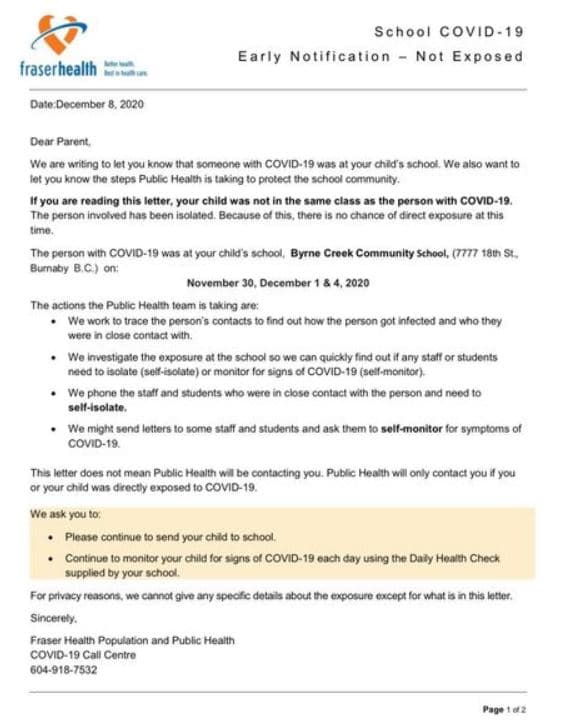 School COVID-19
Early Notification – Not Exposed
fraserhealth
Better health.
Best in health care.
Date:December 8, 2020
Dear Parent,
We are writing to let you know that someone with COVID-19 was at your child's school. We also want to
let you know the steps Public Health is taking to protect the school community.
If you are reading this letter, your child was not in the same class as the person with COVID-19.
The person involved has been isolated. Because of this, there is no chance of direct exposure at this
time.
The person with COVID-19 was at your child's school, Byrne Creek Community School, (7777 18th St.,
Burnaby B.C.) on:
November 30, December 1 & 4, 2020
The actions the Public Health team is taking are:
• We work to trace the person's contacts to find out how the person got infected and who they
were in close contact with.
• We investigate the exposure at the school so we can quickly find out if any staff or students
need to isolate (self-isolate) or monitor for signs of COVID-19 (self-monitor).
• We phone the staff and students who were in close contact with the person and need to
self-isolate.
• We might send letters to some staff and students and ask them to self-monitor for symptoms of
COVID-19.
This letter does not mean Public Health will be contacting you. Public Health will only contact you if you
or your child was directly exposed to COVID-19.
We ask you to:
• Please continue to send your child to school.
• Continue to monitor your child for signs of COVID-19 each day using the Daily Health Check
supplied by your school.
For privacy reasons, we cannot give any specific details about the exposure except for what is in this letter.
Sincerely,
Fraser Health Population and Public Health
COVID-19 Call Centre
604-918-7532
Page 1 of 2